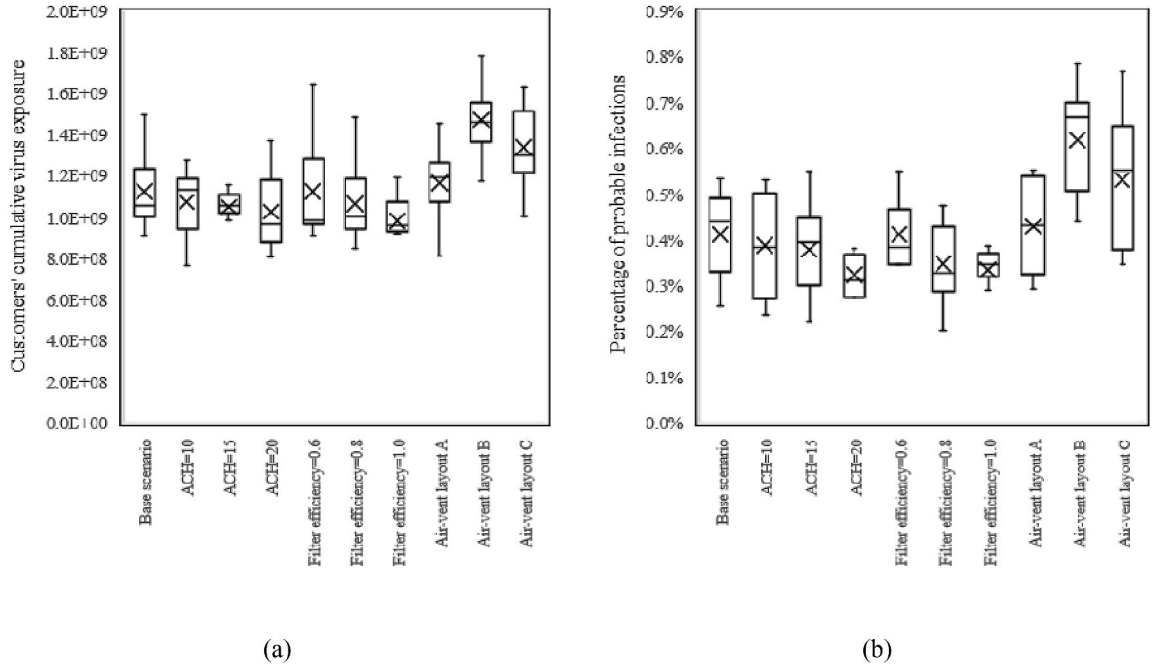 Customers' cumulative virus exposure
2.0E+09
1.8E+09
1.6E+09
1.4E+09
1.2E+09
1.0E+09
8.0E+08
6.0E+08
4.0E+08
2.0E+08
0.0E+00
Base scenario
ACH=10
ACH=15
ACH=20
Filter efficiency=0.6
Filter efficiency=0.8
Filter efficiency=1.0
Air-vent layout A
Air-vent layout B
Air-vent layout C
(a)
Percentage of probable infections
0.9%
0.8%
0.7%
0.6%
0.5%
0.4%
0.3%
0.2%
0.1%
0.0%
Base scenario
ACH=10
ACH=15
ACH=20
Filter efficiency=0.6
Filter efficiency=0.8
Filter efficiency=1.0
Air-vent layout A
Air-vent layout B
Air-vent layout C
(b)